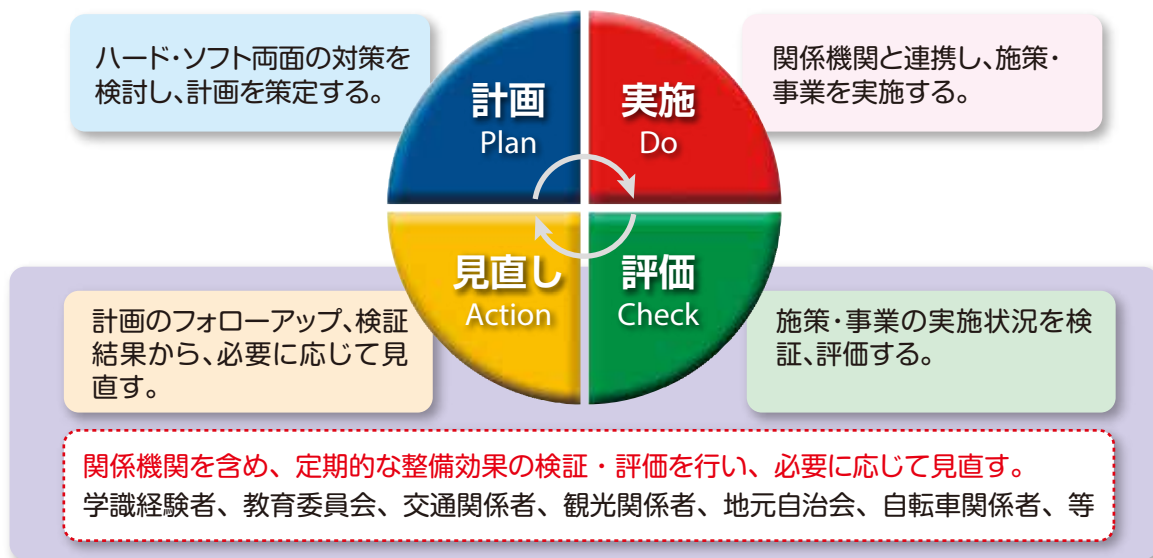 ハード・ソフト両面の対策を
検討し、計画を策定する。
計画
Plan
実施
Do
関係機関と連携し、施策・
事業を実施する。
計画のフォローアップ、検証
結果から、必要に応じて見
直す。
見直し
Action
評価
Check
施策・事業の実施状況を検
証、評価する。
関係機関を含め、定期的な整備効果の検証・評価を行い、必要に応じて見直す。
学識経験者、教育委員会、交通関係者、観光関係者、地元自治会、自転車関係者、等